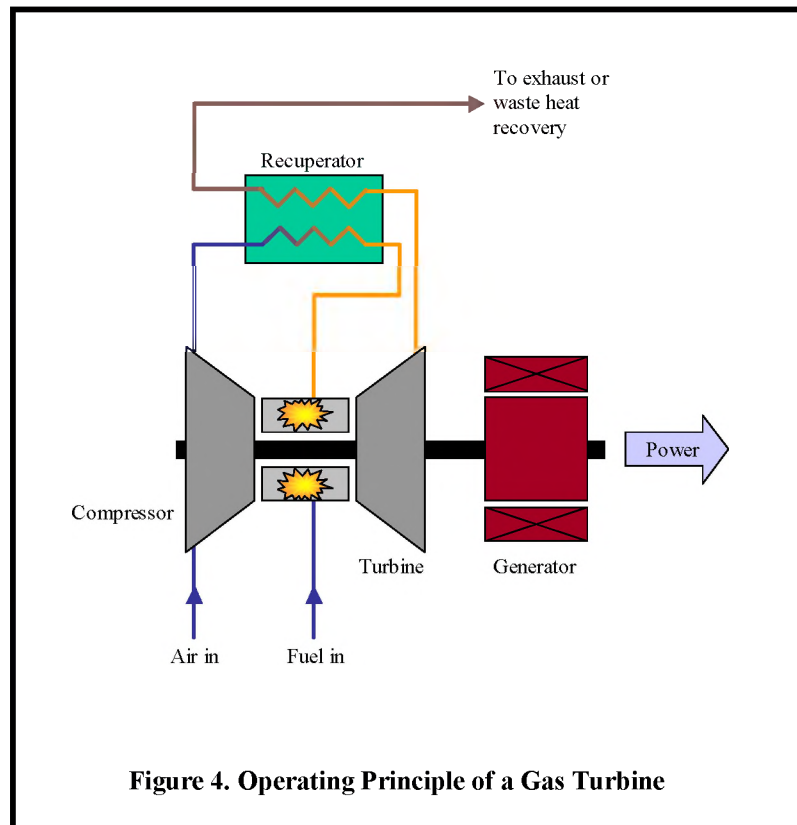 To exhaust or
waste heat
recovery
Recuperator
Power
Compressor
Turbine
Generator
Air in
Fuel in
Figure 4. Operating Principle of a Gas Turbine